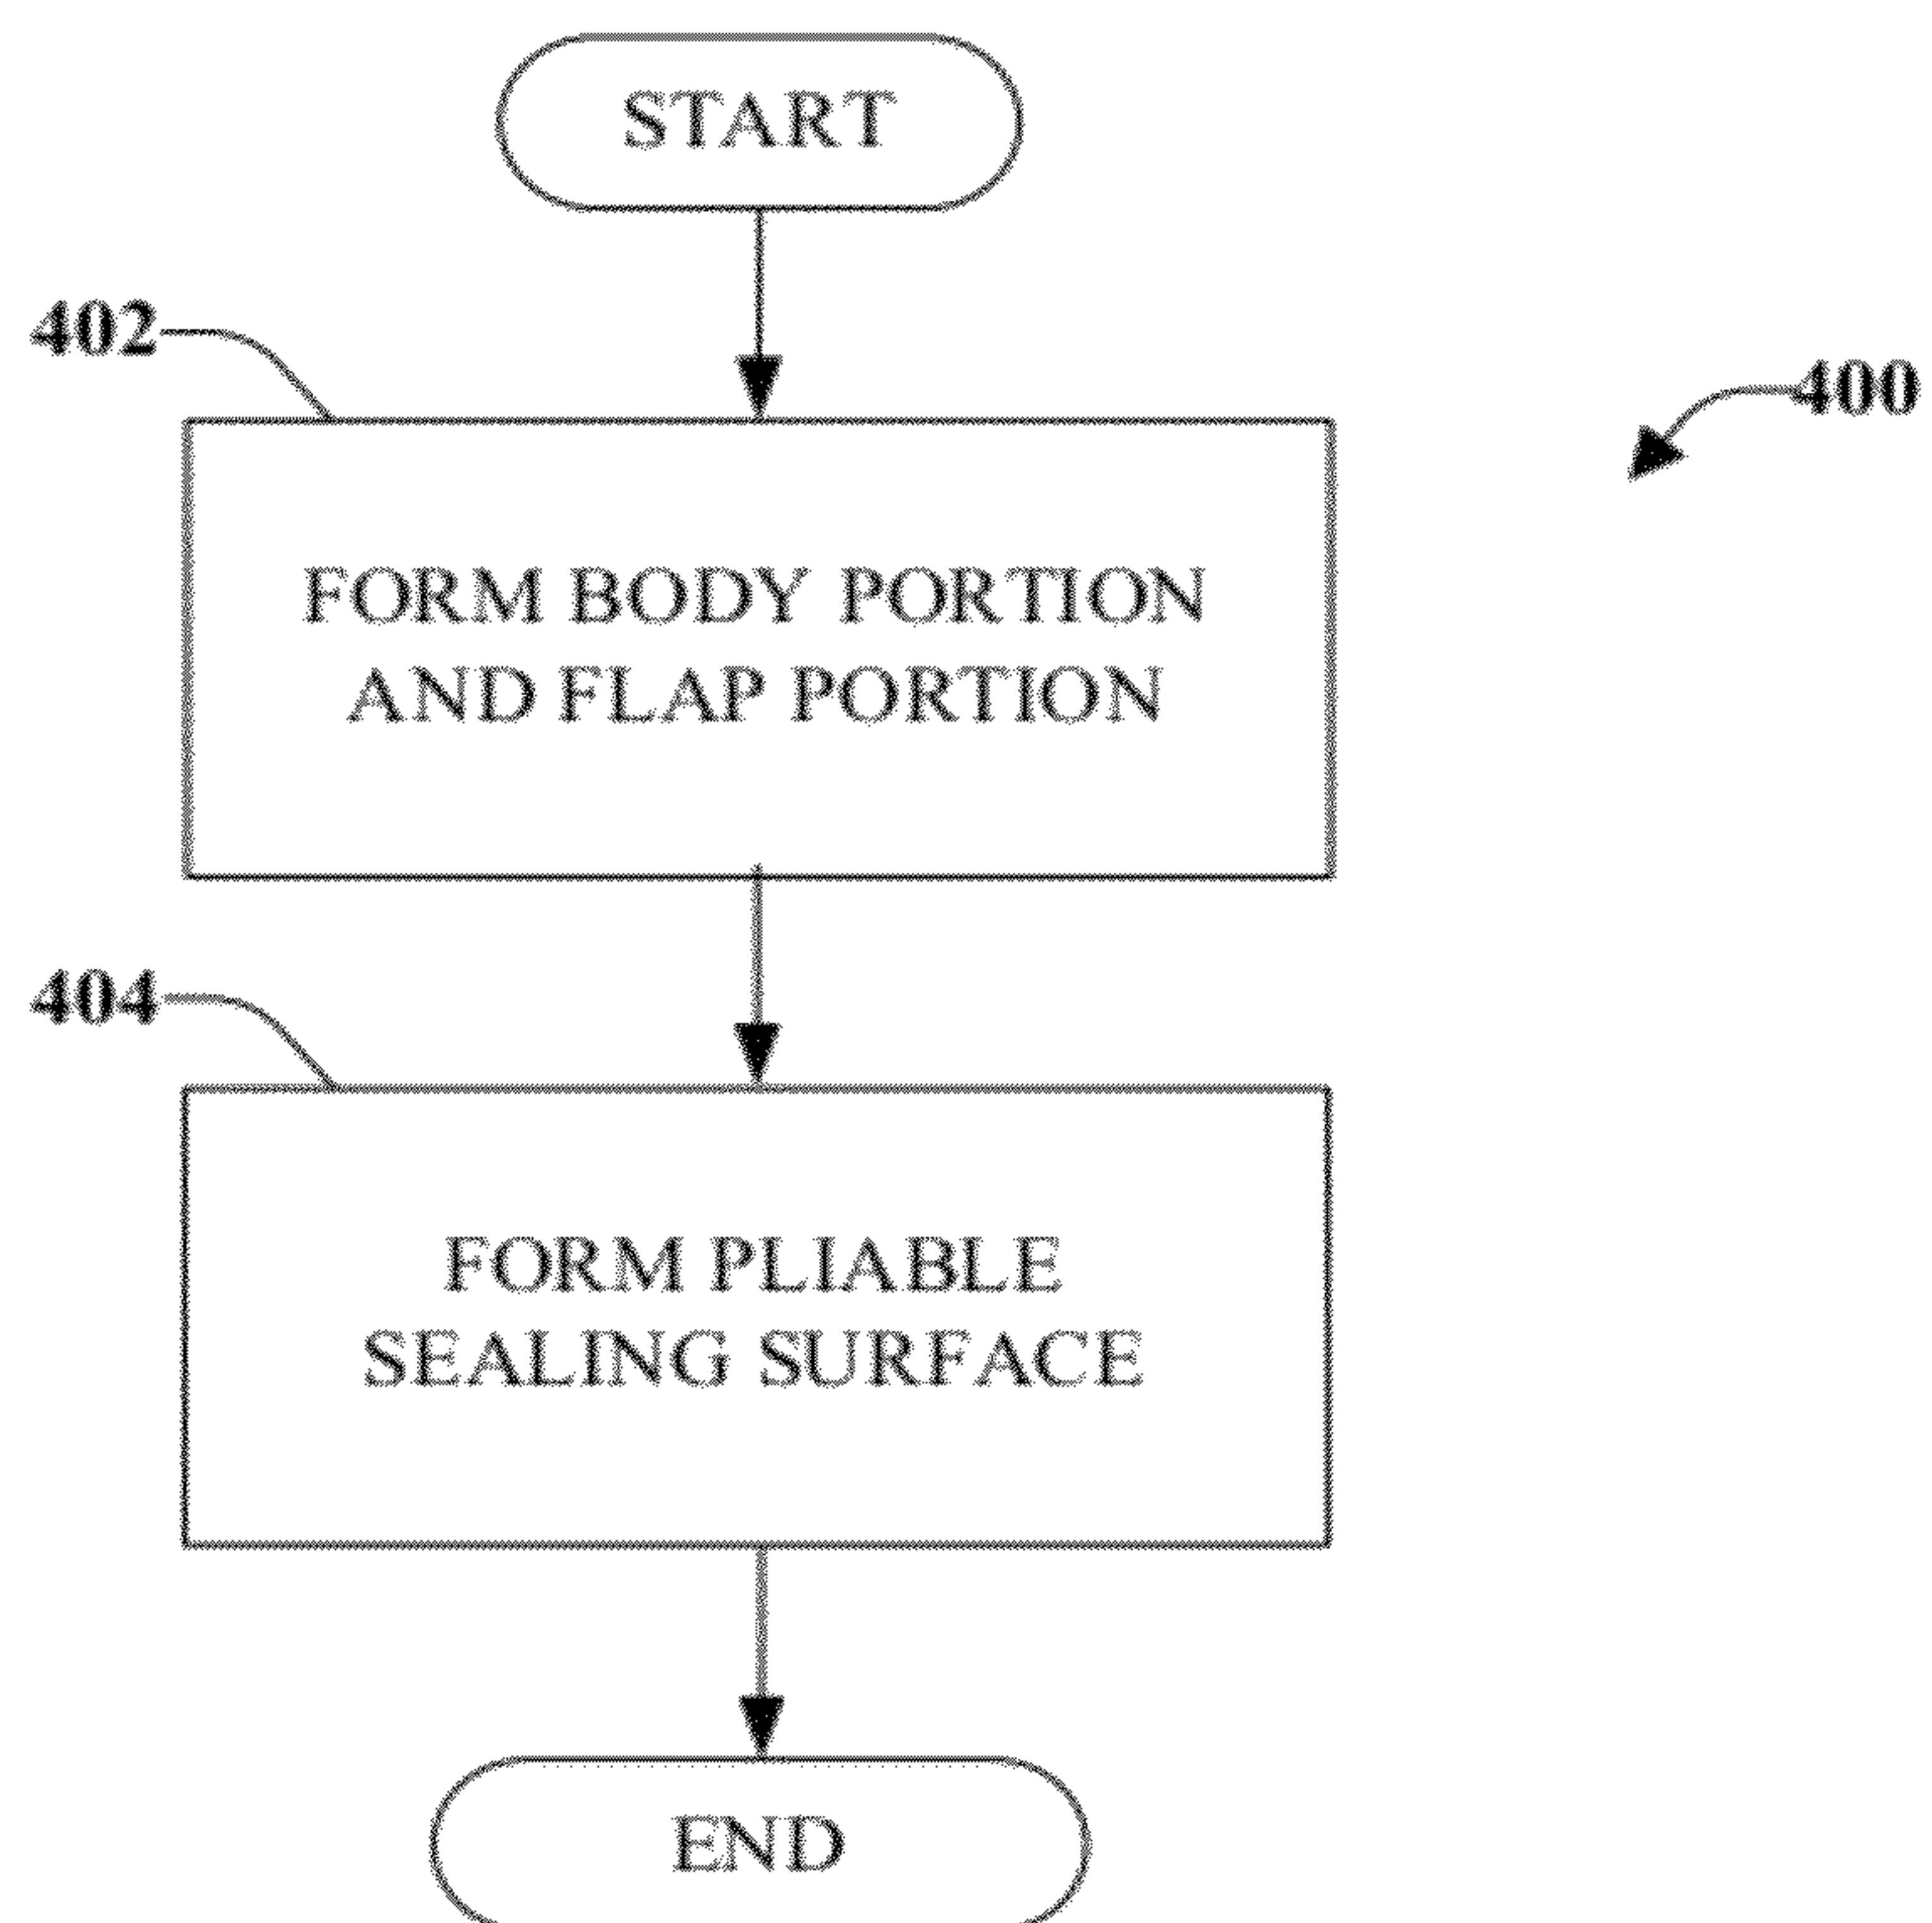 START
402
400
FORM BODY PORTION
AND FLAP PORTION
404
FORM PLIABLE
SEALING SURFACE
END